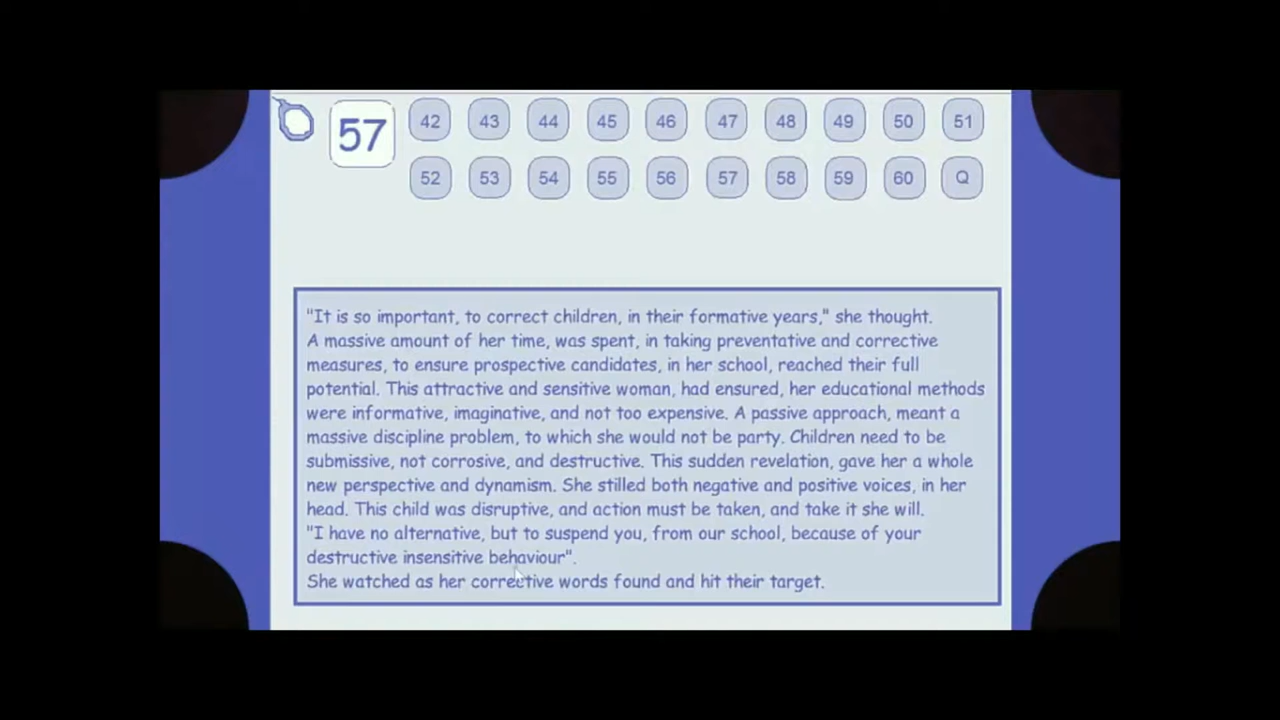 57
42 43 44 45 46 47 48 49 50 51
52 53 54 55 56 57 58 59 60 Q
"It is so important, to correct children, in their formative years," she thought.
A massive amount of her time, was spent, in taking preventative and corrective
measures, to ensure prospective candidates, in her school, reached their full
potential. This attractive and sensitive woman, had ensured, her educational methods
were informative, imaginative, and not too expensive. A passive approach, meant a
massive discipline problem, to which she would not be party. Children need to be
submissive, not corrosive, and destructive. This sudden revelation, gave her a whole
new perspective and dynamism. She stilled both negative and positive voices, in her
head. This child was disruptive, and action must be taken, and take it she will.
"I have no alternative, but to suspend you, from our school, because of your
destructive insensitive behaviour".
She watched as her corrective words found and hit their target.